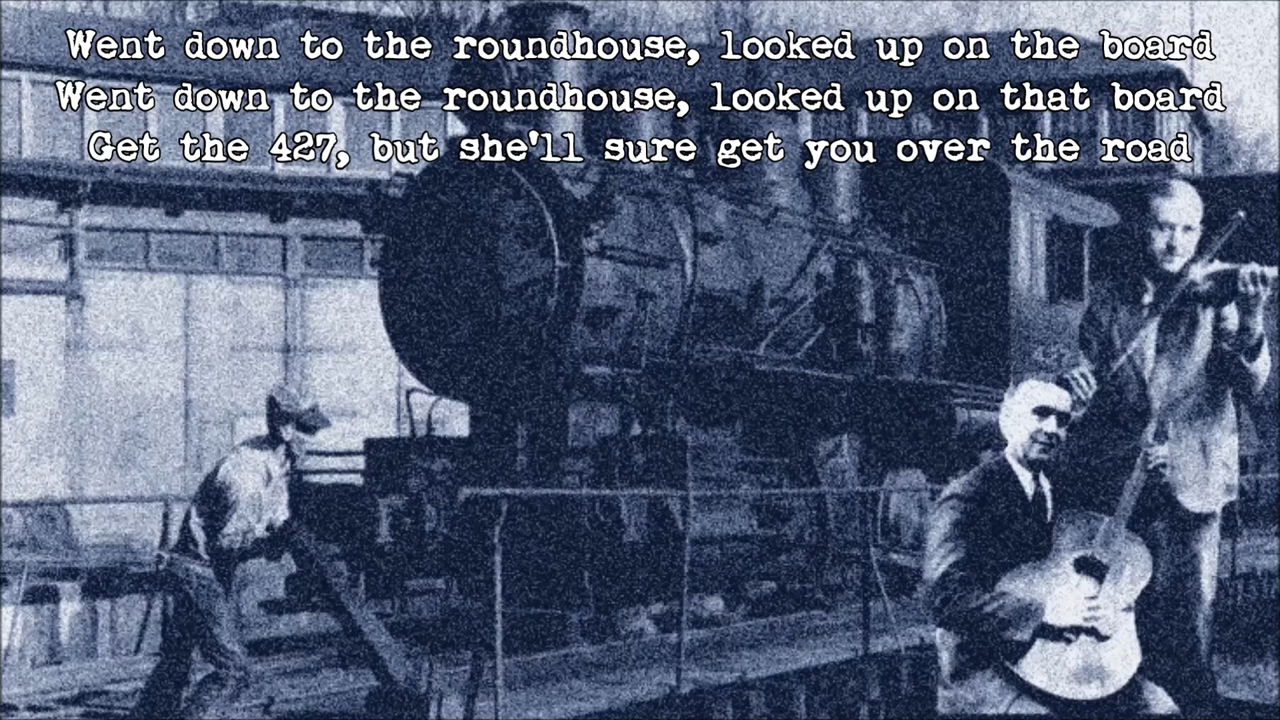 Went down to the roundhouse, looked up on the board
Went down to the roundhouse, looked up on that board
Get the 427, but she'll sure get you over the road